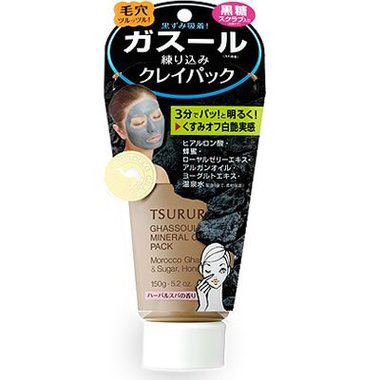 毛穴
ツルッツル!
黒糖
スクラブ入り
黒ずみ吸着!
ガスール
練り込み
クレイパック
3分でパッ!と明るく!
くすみオフ白艶実感
ヒアルロン酸・
蜂蜜・
ローヤルゼリーエキス・
アルガンオイル・
ヨーグルトエキス・
温泉水
TSURUR
GHASSOUL
MINERAL C
PACK
Morocco Gha
& Sugar, Hon
150g・5.2 oz.
ハーバルスパの香り